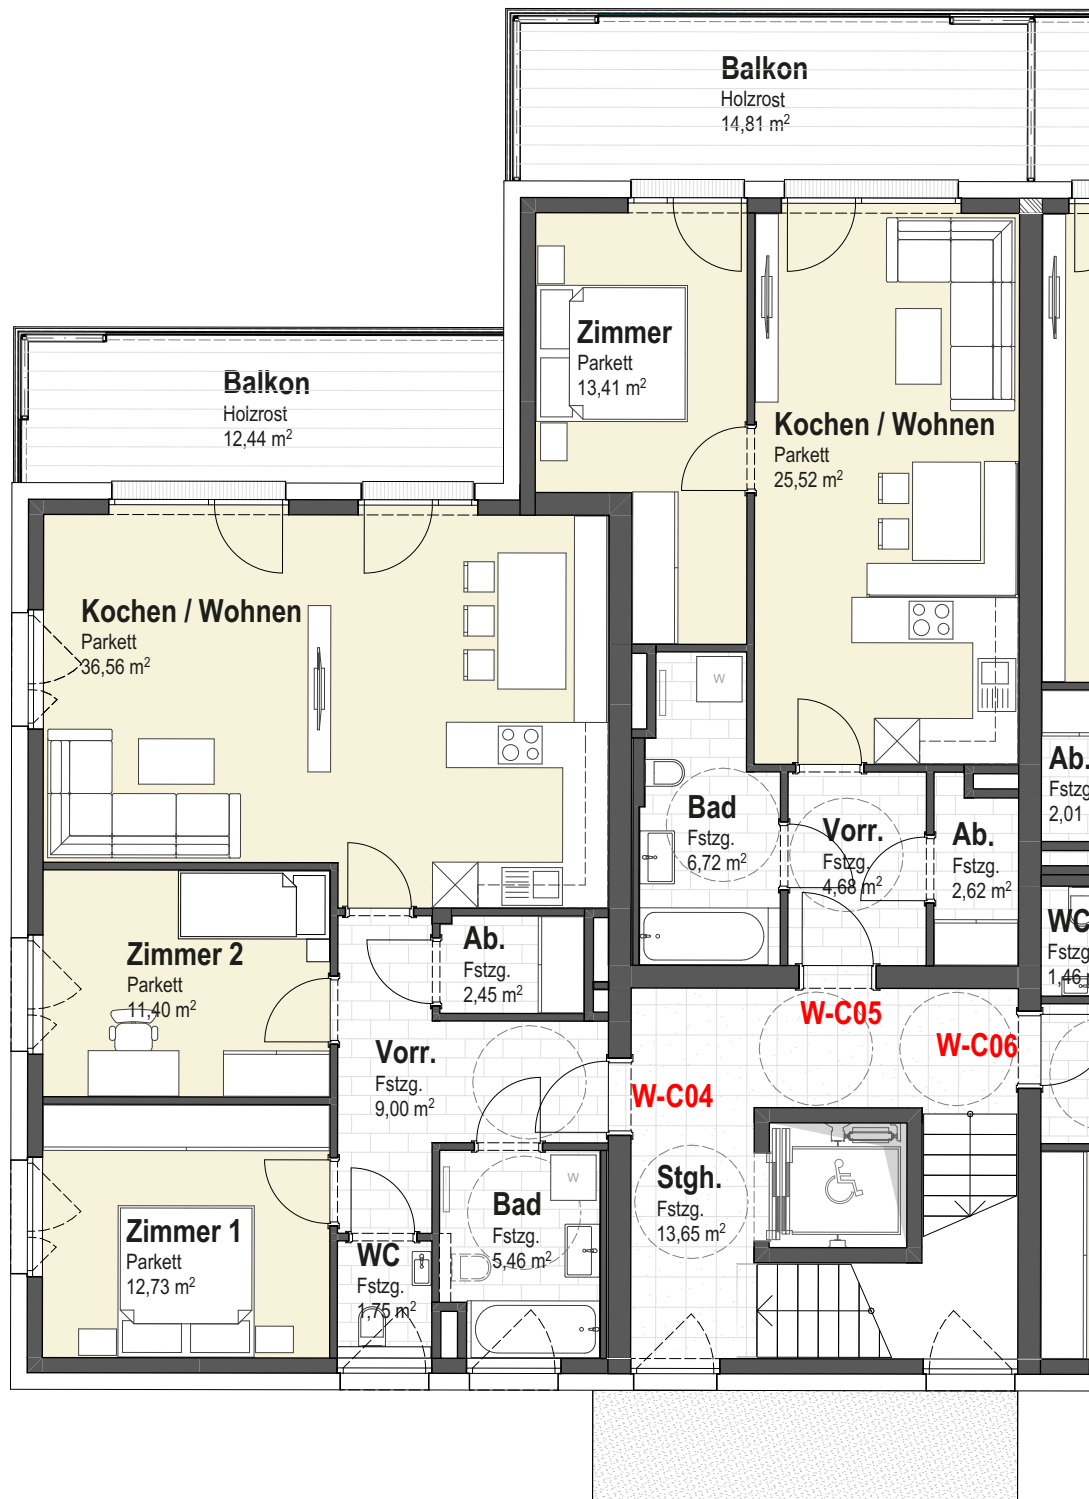 Balkon
Holzrost
14,81 m²
Zimmer
Parkett
13,41 m²
Balkon
Holzrost
12,44 m²
Kochen / Wohnen
Parkett
25,52 m²
Kochen / Wohnen
Parkett
36,56 m²
W
Bad
Fstzg.
6,72 m²
Vorr.
Fstzg.
4,68 m²
Ab.
Fstzg.
2,62 m²
Ab.
Fstzg
2,01
Zimmer 2
Parkett
11,40 m²
Ab.
Fstzg.
2,45 m²
WC
Fstzg
1,46
W-C05
W-C06
Vorr.
Fstzg.
9,00 m²
W-C04
Zimmer 1
Parkett
12,73 m²
W
Bad
Fstzg.
5,46 m²
Stgh.
Fstzg.
13,65 m²
WC
Fstzg.
1,75 m²